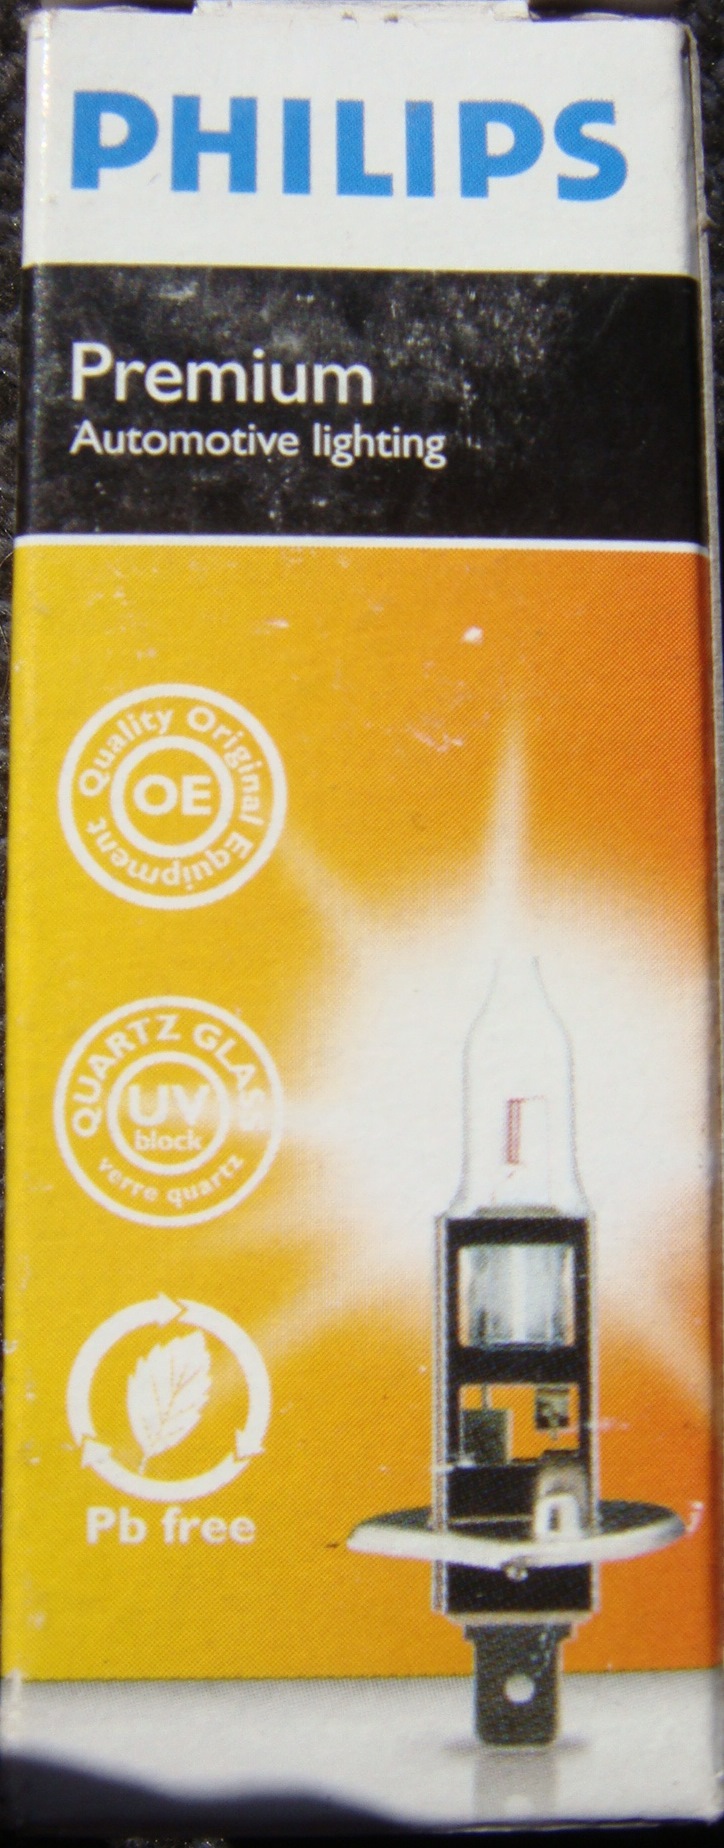 PHILIPS
Premium
Automotive lighting
Quality Original Equipment
OE
QUARTZ GLASS
UV
block
verre quartz
Pb free